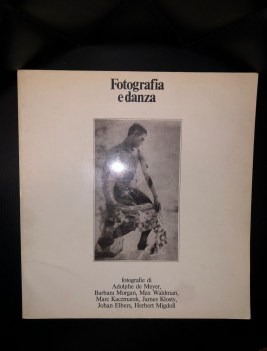 Fotografia
e danza
fotografie di
Adolphe de Meyer,
Barbara Morgan, Max Waldman,
Marc Kaczmarek, James Klosty,
Johan Elbers, Herbert Migdoll